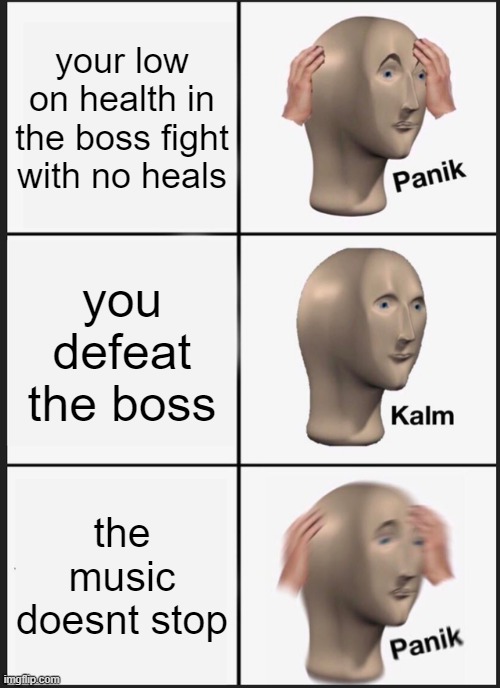 your low
on health in
the boss fight
with no heals
Panik
you
defeat
the boss
Kalm
the
music
doesnt stop
Panik
imgflip.com